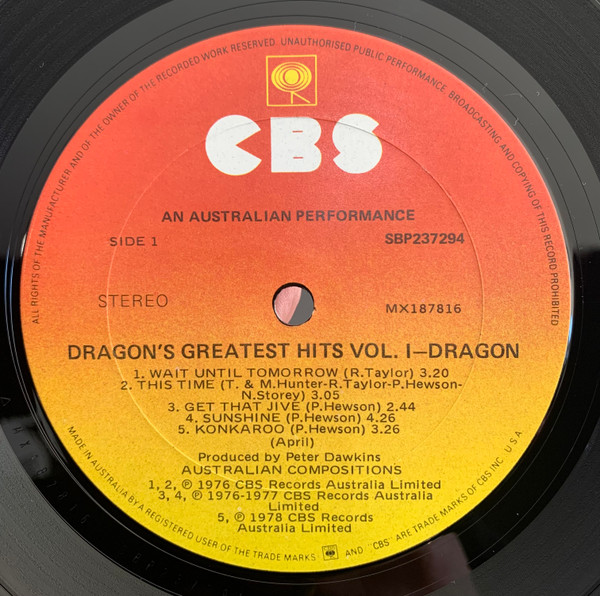 ALL RIGHTS OF THE MANUFACTURER AND OF THE OWNER OF THE RECORDED WORK RESERVED. UNAUTHORISED PUBLIC PERFORMANCE, BROADCASTING AND COPYING OF THIS RECORD PROHIBITED
CBS
AN AUSTRALIAN PERFORMANCE
SIDE 1 SBP237294
STEREO MX187816
DRAGON'S GREATEST HITS VOL. I—DRAGON
1. WAIT UNTIL TOMORROW (R.Taylor) 3.20
2. THIS TIME (T. & M.Hunter-R.Taylor-P.Hewson-
N.Storey) 3.05
3. GET THAT JIVE (P.Hewson) 2.44
4. SUNSHINE (P.Hewson) 4.26
5. KONKAROO (P.Hewson) 3.26
(April)
Produced by Peter Dawkins
AUSTRALIAN COMPOSITIONS
1, 2, ℗ 1976 CBS Records Australia Limited
3, 4, ℗ 1976-1977 CBS Records Australia
Limited
5, ℗ 1978 CBS Records
Australia Limited
MADE IN AUSTRALIA BY A REGISTERED USER OF THE TRADE MARKS AND "CBS" ARE TRADE MARKS OF CBS INC. U.S.A.